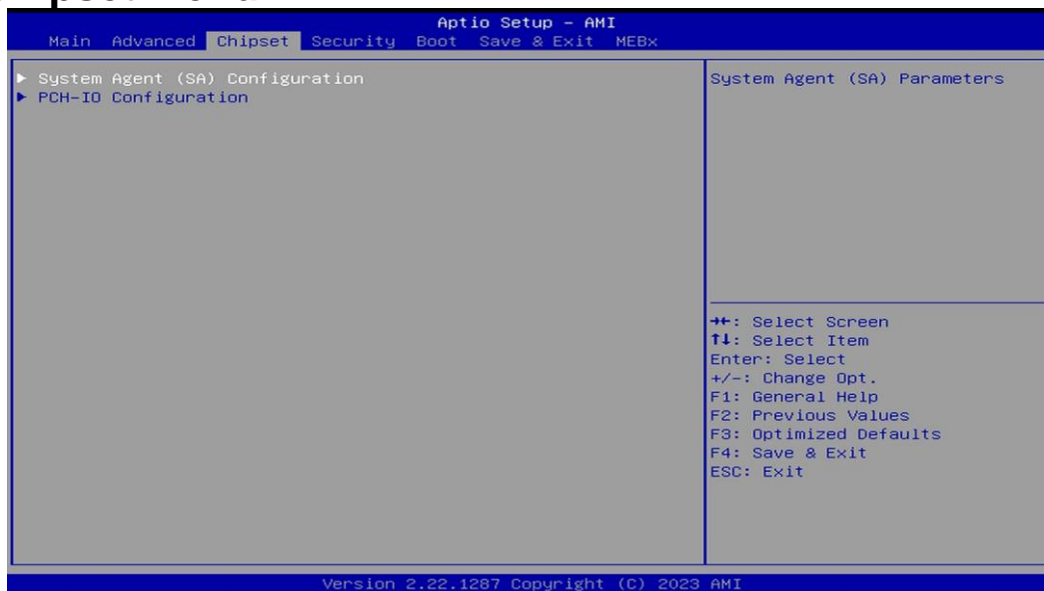 Aptio Setup - AMI
Main Advanced Chipset Security Boot Save & Exit MEBx
▶ System Agent (SA) Configuration
▶ PCH-IO Configuration
System Agent (SA) Parameters
→←: Select Screen
↑↓: Select Item
Enter: Select
+/-: Change Opt.
F1: General Help
F2: Previous Values
F3: Optimized Defaults
F4: Save & Exit
ESC: Exit
Version 2.22.1287 Copyright (C) 2023 AMI